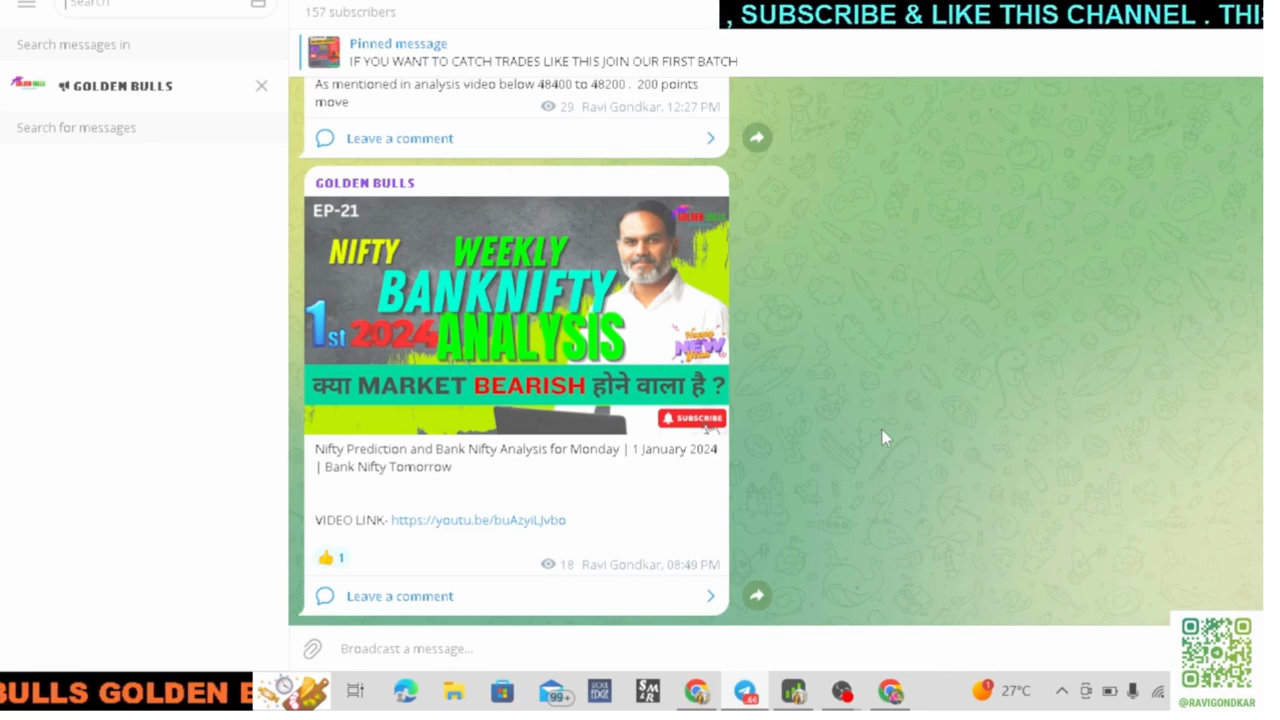 Search
157 subscribers
, SUBSCRIBE & LIKE THIS CHANNEL . THI
Search messages in
Pinned message
IF YOU WANT TO CATCH TRADES LIKE THIS JOIN OUR FIRST BATCH
GOLDEN BULLS
Search for messages
As mentioned in analysis video below 48400 to 48200 . 200 points
move
29 Ravi Gondkar, 12:27 PM
Leave a comment
GOLDEN BULLS
EP-21
NIFTY WEEKLY
BANKNIFTY
1st 2024 ANALYSIS
Happy
NEW
Year
क्या MARKET BEARISH होने वाला है ?
SUBSCRIBE
Nifty Prediction and Bank Nifty Analysis for Monday | 1 January 2024
| Bank Nifty Tomorrow
VIDEO LINK- https://youtu.be/buAzyiLJvbo
1
18 Ravi Gondkar, 08:49 PM
Leave a comment
Broadcast a message...
BULLS GOLDEN B
99+
.66
1
27°C
@RAVIGONDKAR